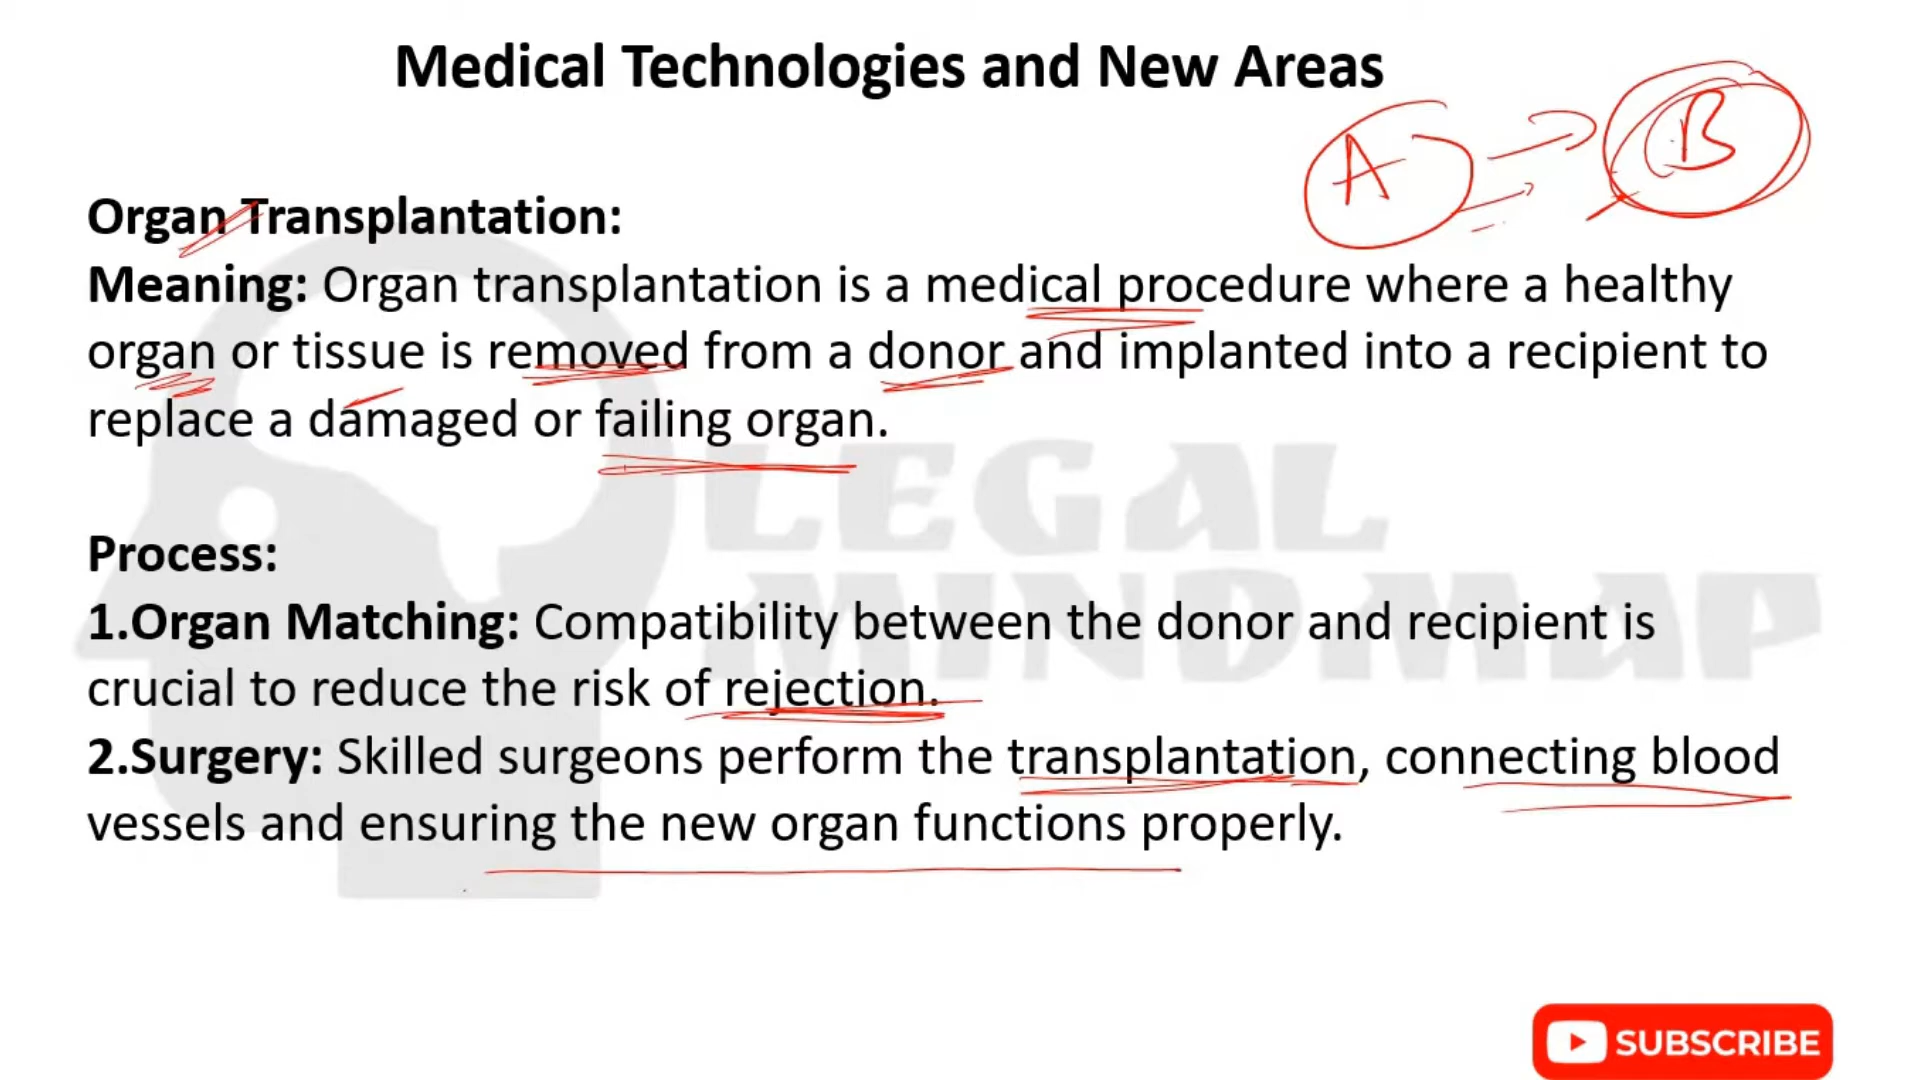 Medical Technologies and New Areas
A
B
Organ Transplantation:
Meaning: Organ transplantation is a medical procedure where a healthy
organ or tissue is removed from a donor and implanted into a recipient to
replace a damaged or failing organ.
LEGAL
MINDMAP
Process:
1.Organ Matching: Compatibility between the donor and recipient is
crucial to reduce the risk of rejection.
2.Surgery: Skilled surgeons perform the transplantation, connecting blood
vessels and ensuring the new organ functions properly.
SUBSCRIBE